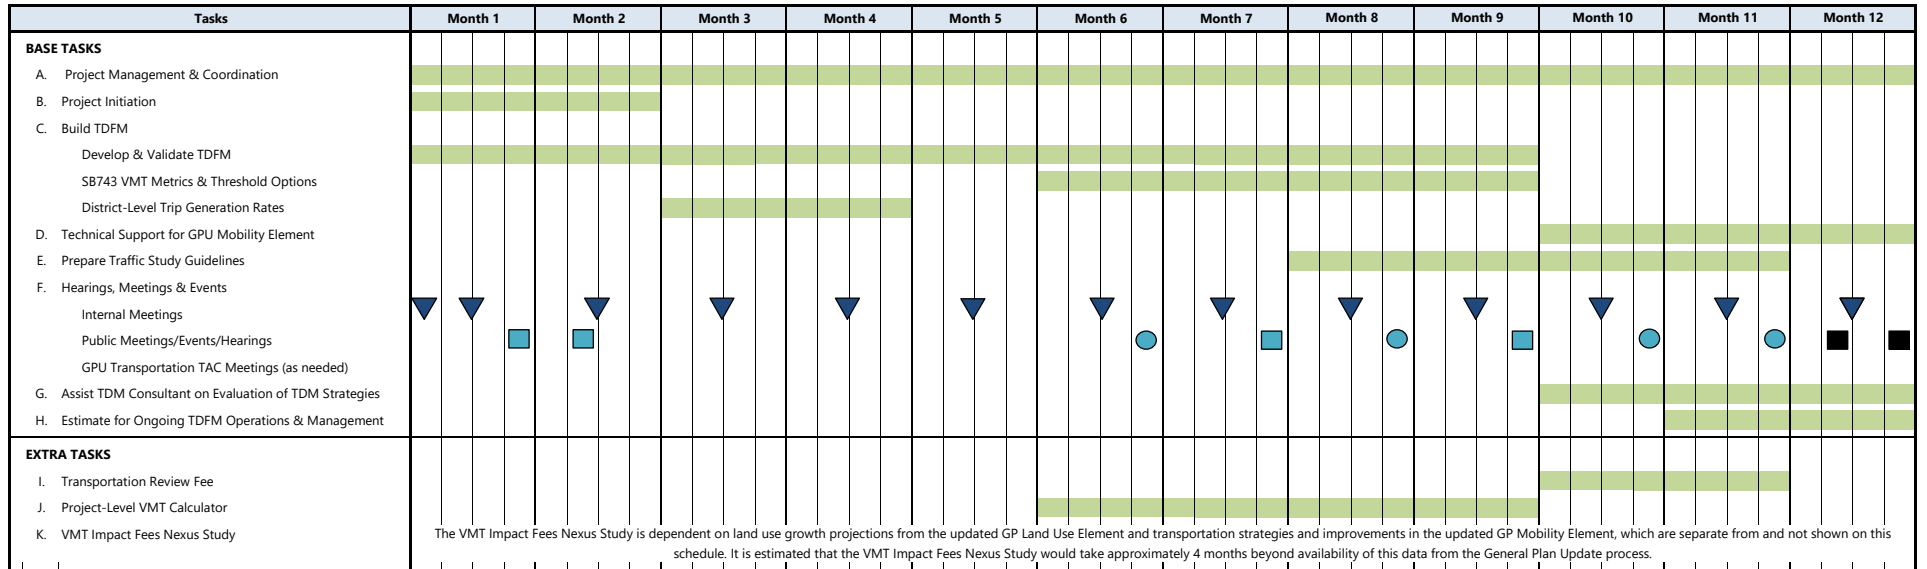 Tasks Month 1 Month 2 Month 3 Month 4 Month 5 Month 6 Month 7 Month 8 Month 9 Month 10 Month 11 Month 12
BASE TASKS
A. Project Management & Coordination
B. Project Initiation
C. Build TDFM
Develop & Validate TDFM
SB743 VMT Metrics & Threshold Options
District-Level Trip Generation Rates
D. Technical Support for GPU Mobility Element
E. Prepare Traffic Study Guidelines
F. Hearings, Meetings & Events
Internal Meetings
Public Meetings/Events/Hearings
GPU Transportation TAC Meetings (as needed)
G. Assist TDM Consultant on Evaluation of TDM Strategies
H. Estimate for Ongoing TDFM Operations & Management
EXTRA TASKS
I. Transportation Review Fee
J. Project-Level VMT Calculator
K. VMT Impact Fees Nexus Study
The VMT Impact Fees Nexus Study is dependent on land use growth projections from the updated GP Land Use Element and transportation strategies and improvements in the updated GP Mobility Element, which are separate from and not shown on this
schedule. It is estimated that the VMT Impact Fees Nexus Study would take approximately 4 months beyond availability of this data from the General Plan Update process.